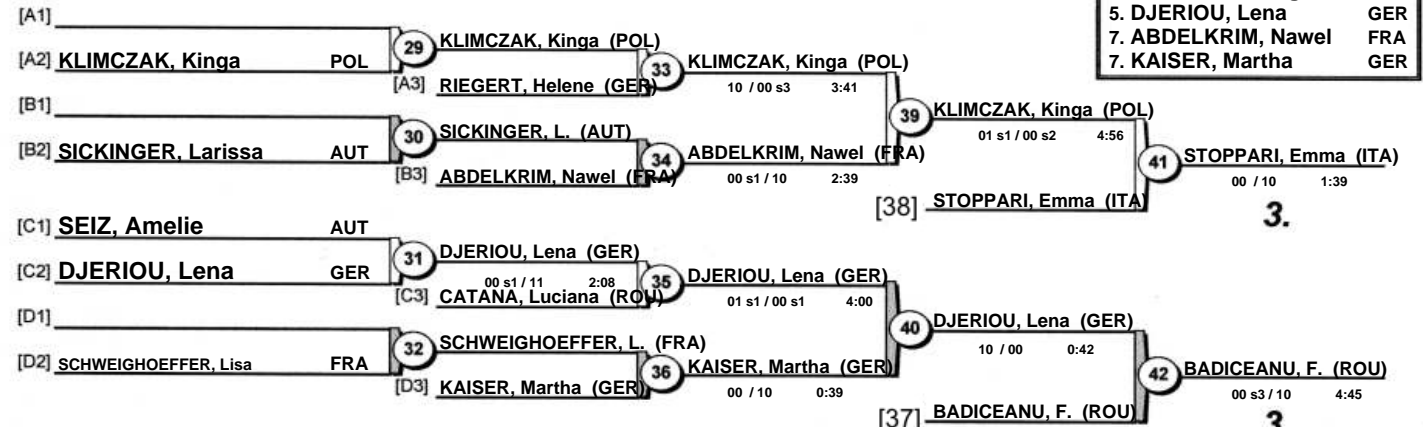 5. DJERIOU, Lena GER
7. ABDELKRIM, Nawel FRA
7. KAISER, Martha GER
[A1]
[A2] KLIMCZAK, Kinga POL
29 KLIMCZAK, Kinga (POL)
[A3] RIEGERT, Helene (GER)
33 KLIMCZAK, Kinga (POL)
10 / 00 s3 3:41
[B1]
[B2] SICKINGER, Larissa AUT
30 SICKINGER, L. (AUT)
[B3] ABDELKRIM, Nawel (FRA)
34 ABDELKRIM, Nawel (FRA)
00 s1 / 10 2:39
39 KLIMCZAK, Kinga (POL)
01 s1 / 00 s2 4:56
[38] STOPPARI, Emma (ITA)
41 STOPPARI, Emma (ITA)
00 / 10 1:39
3.
[C1] SEIZ, Amelie AUT
[C2] DJERIOU, Lena GER
31 DJERIOU, Lena (GER)
00 s1 / 11 2:08
[C3] CATANA, Luciana (ROU)
35 DJERIOU, Lena (GER)
01 s1 / 00 s1 4:00
[D1]
[D2] SCHWEIGHOEFFER, Lisa FRA
32 SCHWEIGHOEFFER, L. (FRA)
[D3] KAISER, Martha (GER)
36 KAISER, Martha (GER)
00 / 10 0:39
40 DJERIOU, Lena (GER)
10 / 00 0:42
[37] BADICEANU, F. (ROU)
42 BADICEANU, F. (ROU)
00 s3 / 10 4:45
3.